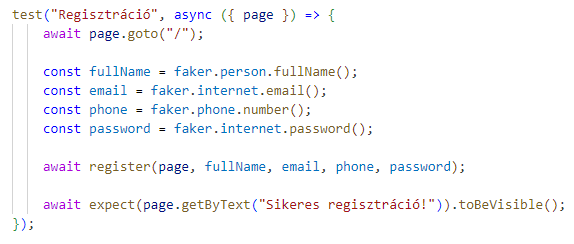 test("Regisztráció", async ({ page }) => {
    await page.goto("/");

    const fullName = faker.person.fullName();
    const email = faker.internet.email();
    const phone = faker.phone.number();
    const password = faker.internet.password();

    await register(page, fullName, email, phone, password);

    await expect(page.getByText("Sikeres regisztráció!")).toBeVisible();
});